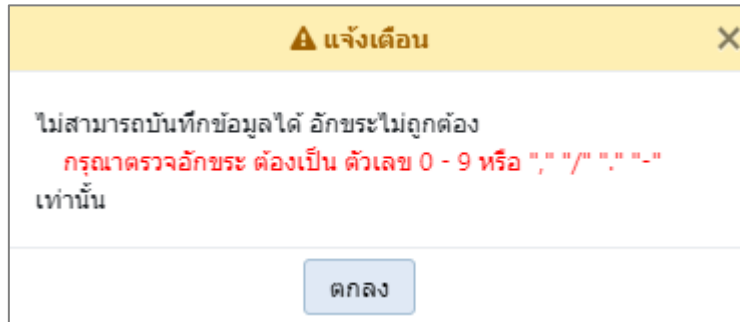 แจ้งเตือน
ไม่สามารถบันทึกข้อมูลได้ อักขระไม่ถูกต้อง
กรุณาตรวจอักขระ ต้องเป็น ตัวเลข 0 - 9 หรือ "," "/" "." "-"
เท่านั้น
ตกลง